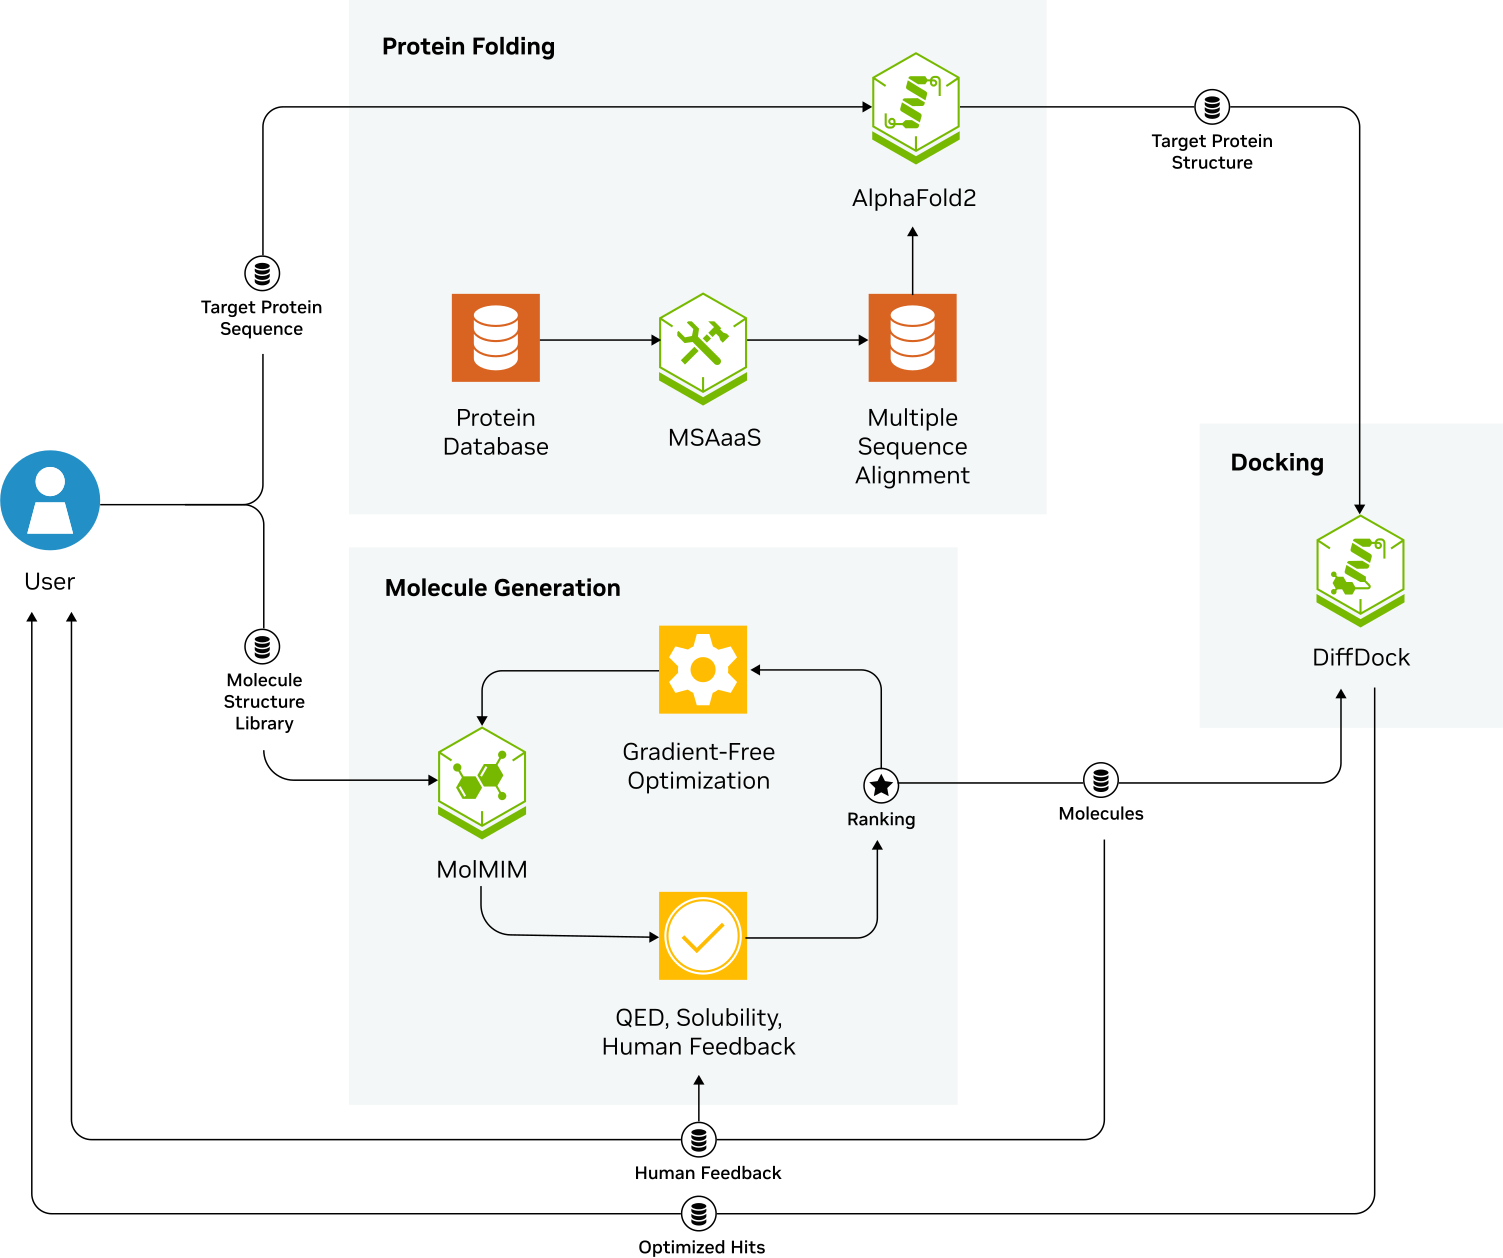 Protein Folding
AlphaFold2
Target Protein
Structure
Target Protein
Sequence
Protein
Database
MSAaaS
Multiple
Sequence
Alignment
Docking
DiffDock
User
Molecule Generation
Molecule
Structure
Library
Gradient-Free
Optimization
Ranking
Molecules
MolMIM
QED, Solubility,
Human Feedback
Human Feedback
Optimized Hits